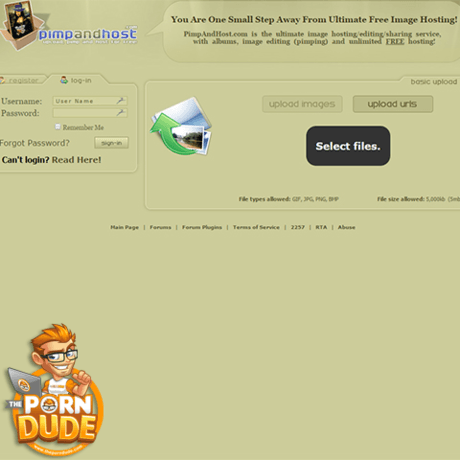 pimpandhost
You Are One Small Step Away From Ultimate Free Image Hosting!
PimpAndHost.com is the ultimate image hosting/editing/sharing service,
with albums, image editing (pimping) and unlimited FREE hosting!
register
log-in
basic upload
Username:
User Name
Password:
Remember Me
Forgot Password?
sign-in
Can't login? Read Here!
upload images
upload urls
Select files.
File types allowed: GIF, JPG, PNG, BMP
File size allowed: 5,000kb (5mb
Main Page | Forums | Forum Plugins | Terms of Service | 2257 | RTA | Abuse
THE PORN
DUDE
www.theporndude.com